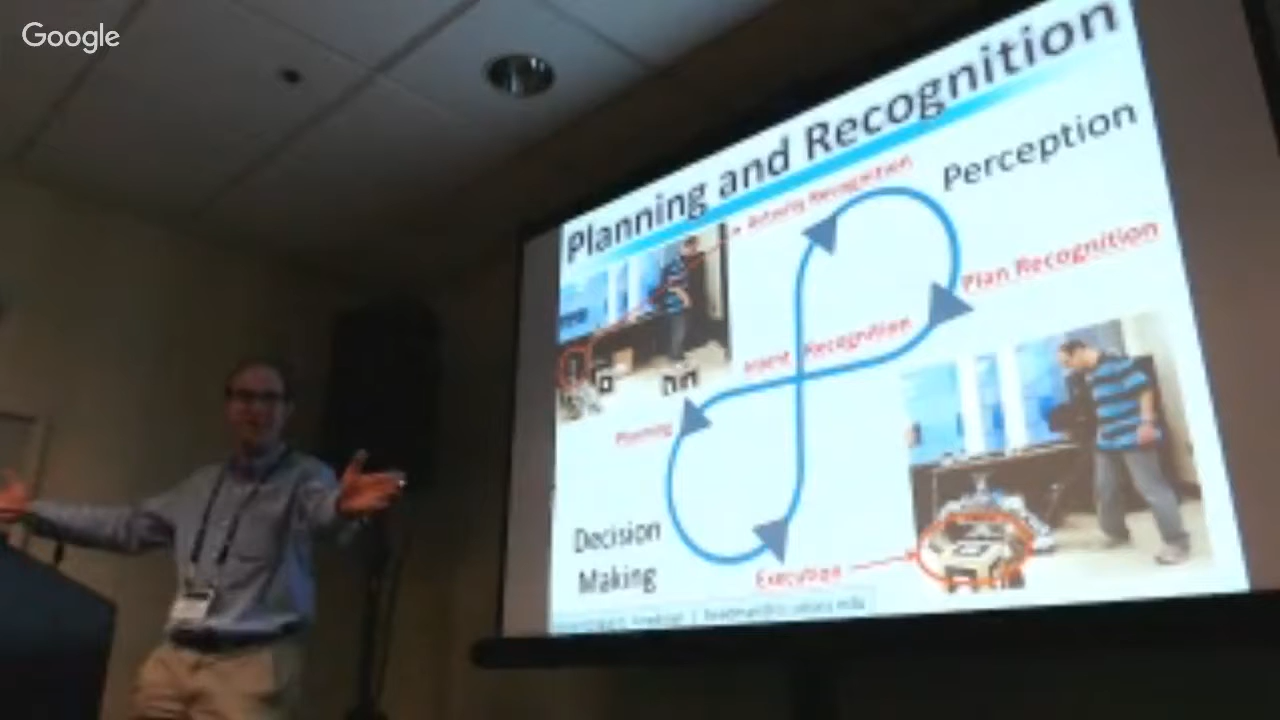 Google
Planning and Recognition
Perception
Activity Recognition
Plan Recognition
Intent Recognition
Planning
Decision
Making
Execution